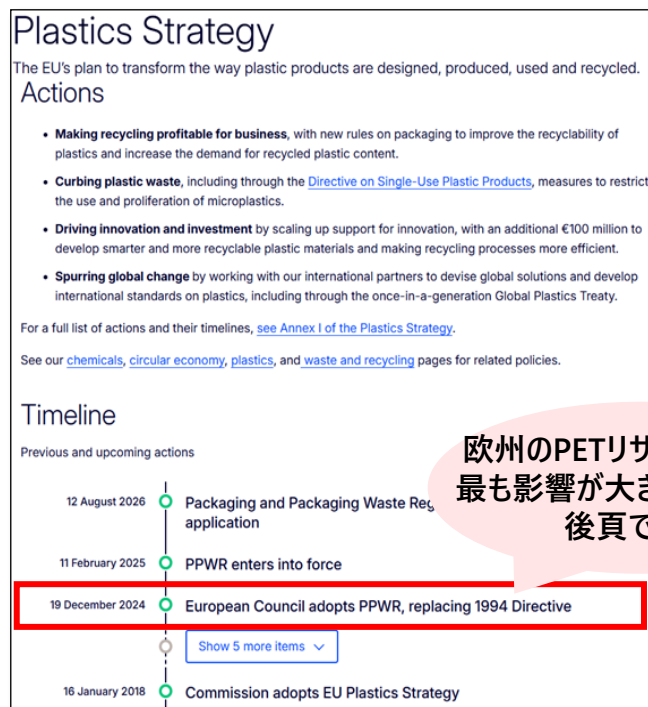 Plastics Strategy
The EU's plan to transform the way plastic products are designed, produced, used and recycled.
Actions
• Making recycling profitable for business, with new rules on packaging to improve the recyclability of
plastics and increase the demand for recycled plastic content.
• Curbing plastic waste, including through the Directive on Single-Use Plastic Products, measures to restrict
the use and proliferation of microplastics.
• Driving innovation and investment by scaling up support for innovation, with an additional €100 million to
develop smarter and more recyclable plastic materials and making recycling processes more efficient.
• Spurring global change by working with our international partners to devise global solutions and develop
international standards on plastics, including through the once-in-a-generation Global Plastics Treaty.
For a full list of actions and their timelines, see Annex I of the Plastics Strategy.
See our chemicals, circular economy, plastics, and waste and recycling pages for related policies.
Timeline
Previous and upcoming actions
欧州のPETリサ
最も影響が大き
後頁で
12 August 2026 Packaging and Packaging Waste Reg
application
11 February 2025 PPWR enters into force
19 December 2024 European Council adopts PPWR, replacing 1994 Directive
Show 5 more items
16 January 2018 Commission adopts EU Plastics Strategy